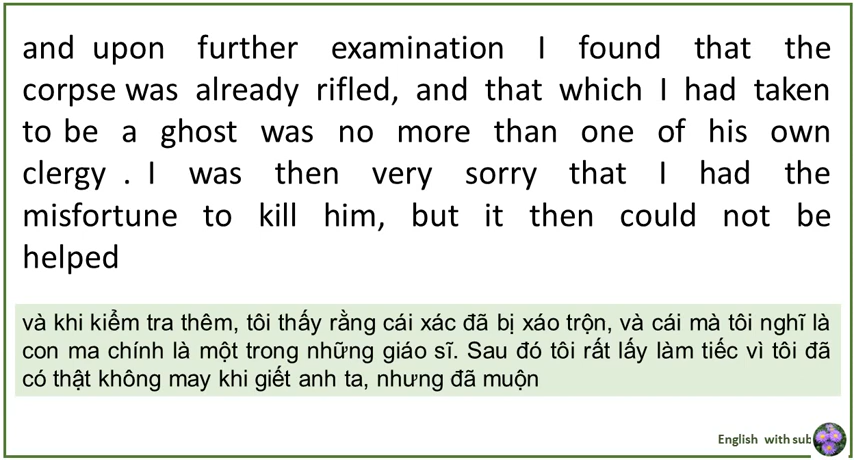 and upon further examination I found that the
corpse was already rifled, and that which I had taken
to be a ghost was no more than one of his own
clergy . I was then very sorry that I had the
misfortune to kill him, but it then could not be
helped
và khi kiểm tra thêm, tôi thấy rằng cái xác đã bị xáo trộn, và cái mà tôi nghĩ là
con ma chính là một trong những giáo sĩ. Sau đó tôi rất lấy làm tiếc vì tôi đã
có thật không may khi giết anh ta, nhưng đã muộn
English with sub